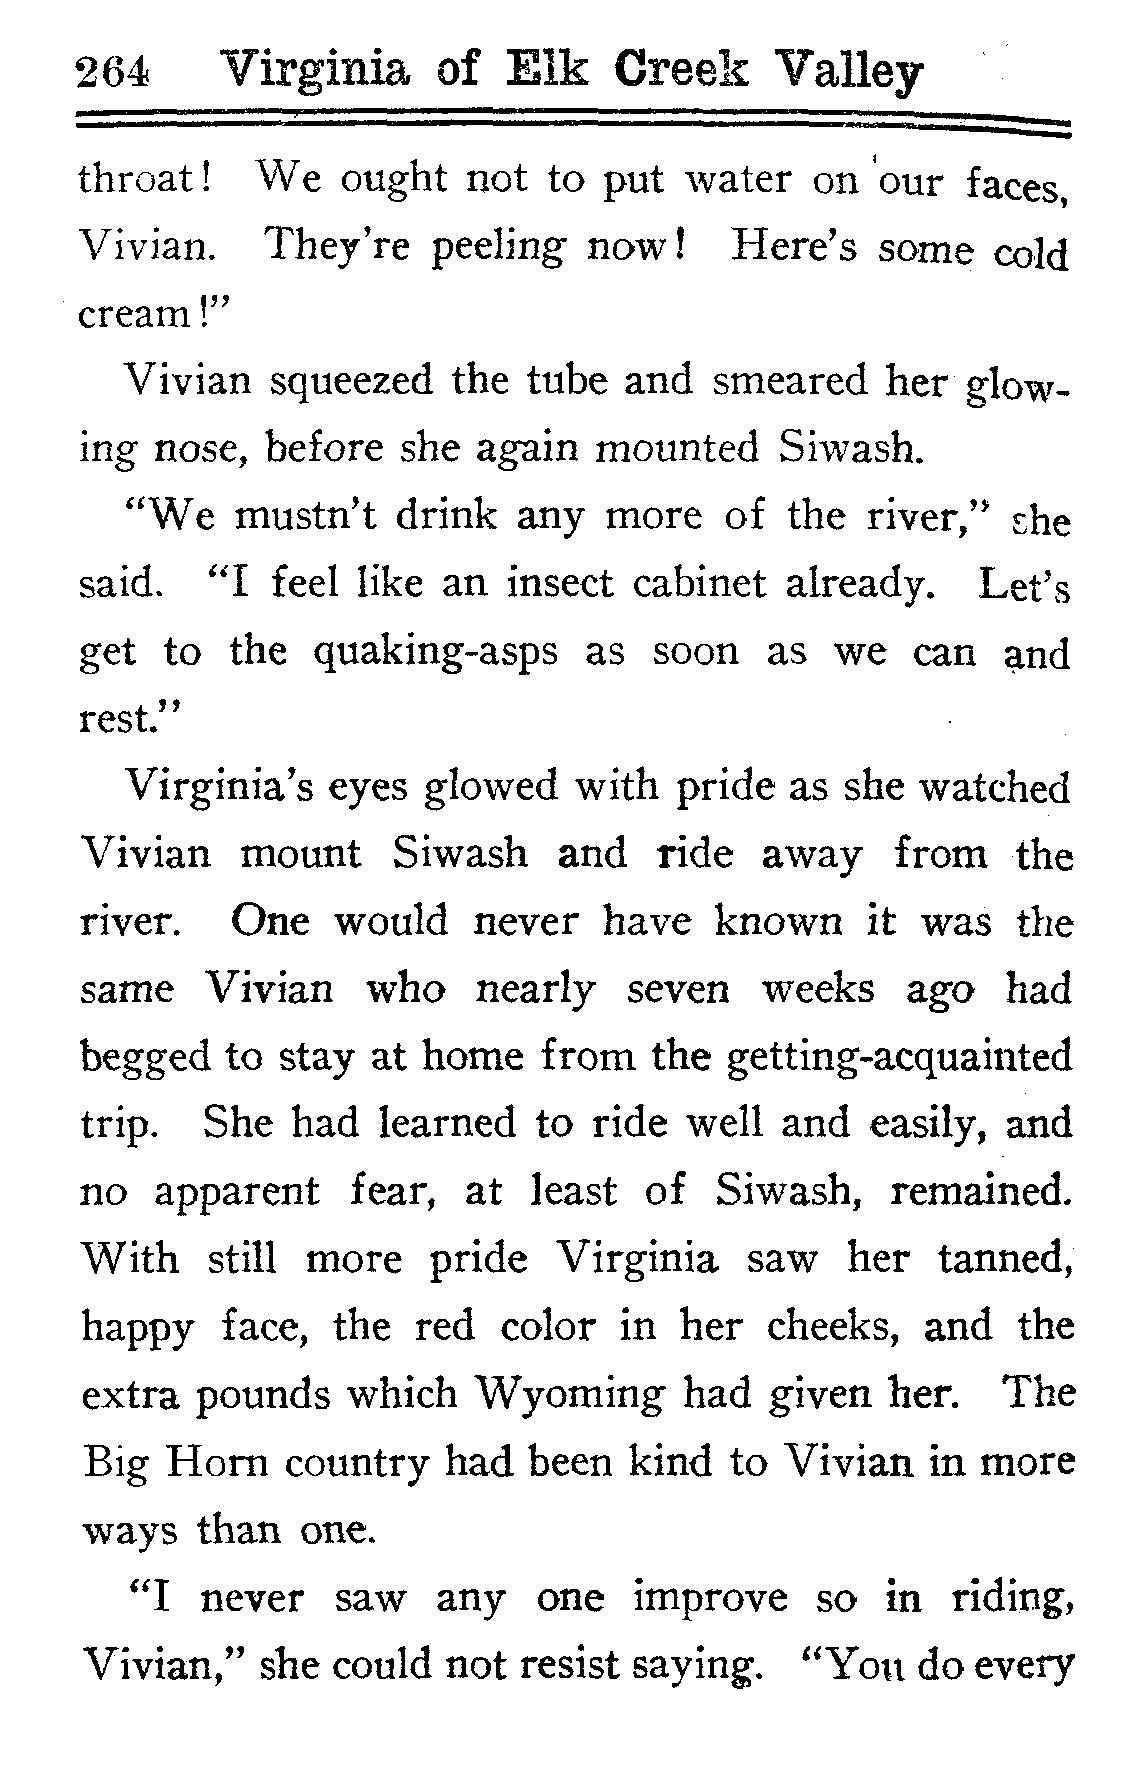 264 Virginia of Elk Creek Valley
throat! We ought not to put water on our faces,
Vivian. They're peeling now! Here's some cold
cream!"
Vivian squeezed the tube and smeared her glow-
ing nose, before she again mounted Siwash.
"We mustn't drink any more of the river," she
said. "I feel like an insect cabinet already. Let's
get to the quaking-asps as soon as we can and
rest."
Virginia's eyes glowed with pride as she watched
Vivian mount Siwash and ride away from the
river. One would never have known it was the
same Vivian who nearly seven weeks ago had
begged to stay at home from the getting-acquainted
trip. She had learned to ride well and easily, and
no apparent fear, at least of Siwash, remained.
With still more pride Virginia saw her tanned,
happy face, the red color in her cheeks, and the
extra pounds which Wyoming had given her. The
Big Horn country had been kind to Vivian in more
ways than one.
"I never saw any one improve so in riding,
Vivian," she could not resist saying. "You do every